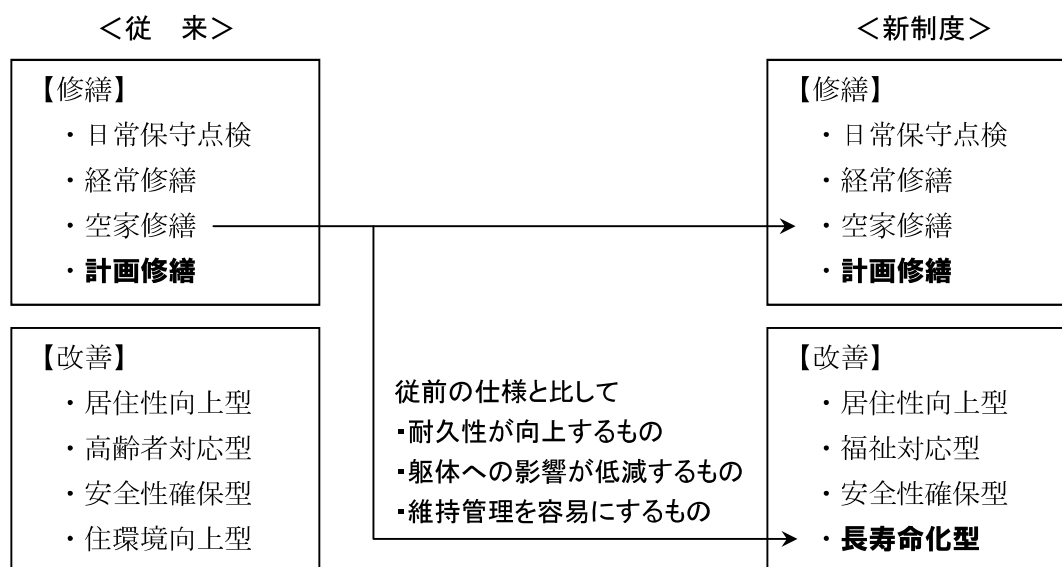 ＜従　来＞
【修繕】
・日常保守点検
・経常修繕
・空家修繕
・計画修繕
【改善】
・居住性向上型
・高齢者対応型
・安全性確保型
・住環境向上型
従前の仕様と比して
・耐久性が向上するもの
・躯体への影響が低減するもの
・維持管理を容易にするもの
＜新制度＞
【修繕】
・日常保守点検
・経常修繕
・空家修繕
・計画修繕
【改善】
・居住性向上型
・福祉対応型
・安全性確保型
・長寿命化型